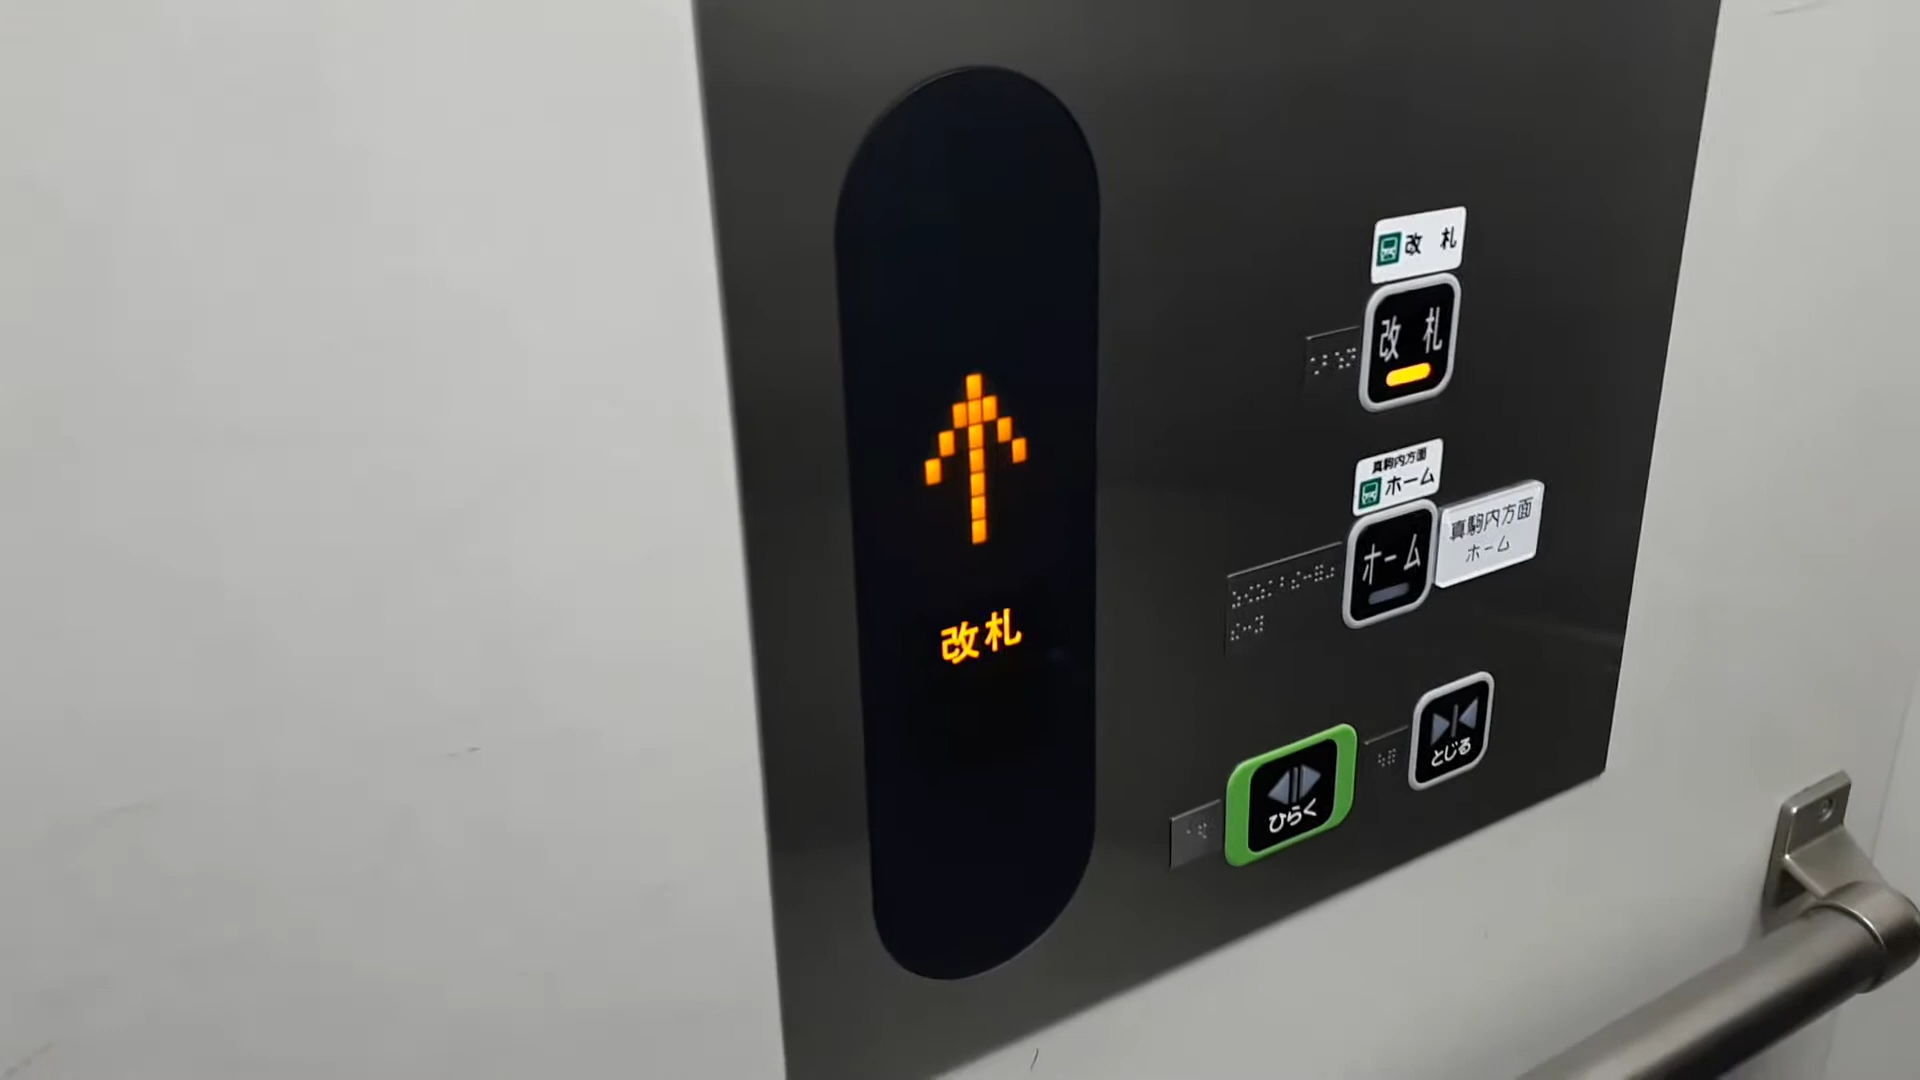 改札
改札
改札
真駒内方面
ホーム
ホーム
真駒内方面
ホーム
ひらく
とじる